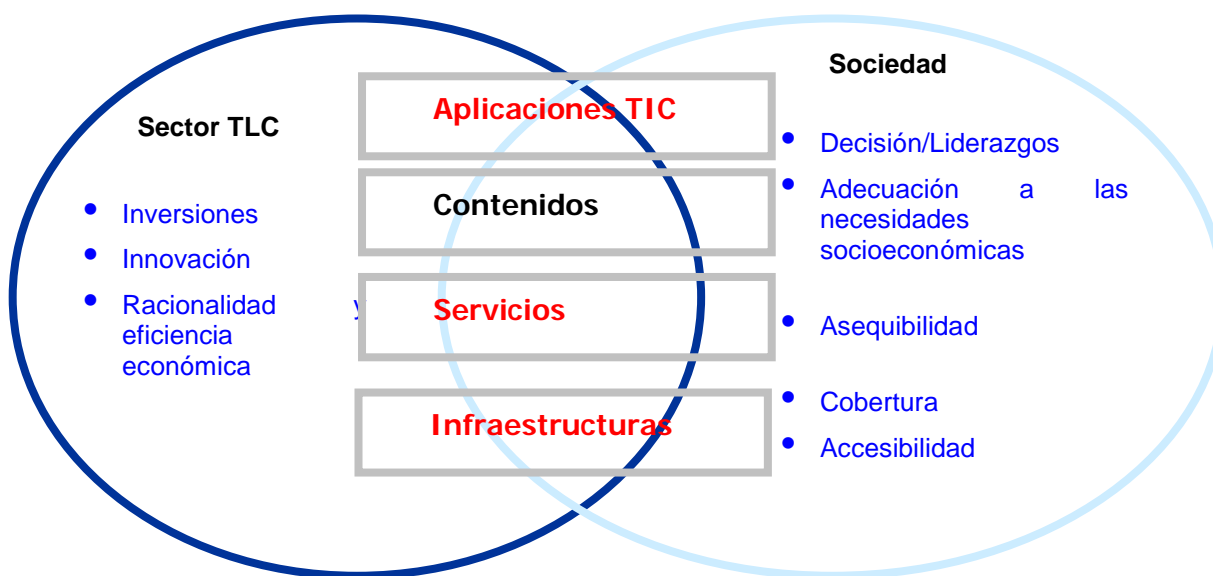 Sector TLC
• Inversiones
• Innovación
• Racionalidad y
eficiencia
económica
Aplicaciones TIC
Contenidos
Servicios
Infraestructuras
Sociedad
• Decisión/Liderazgos
• Adecuación a las
necesidades
socioeconómicas
• Asequibilidad
• Cobertura
• Accesibilidad